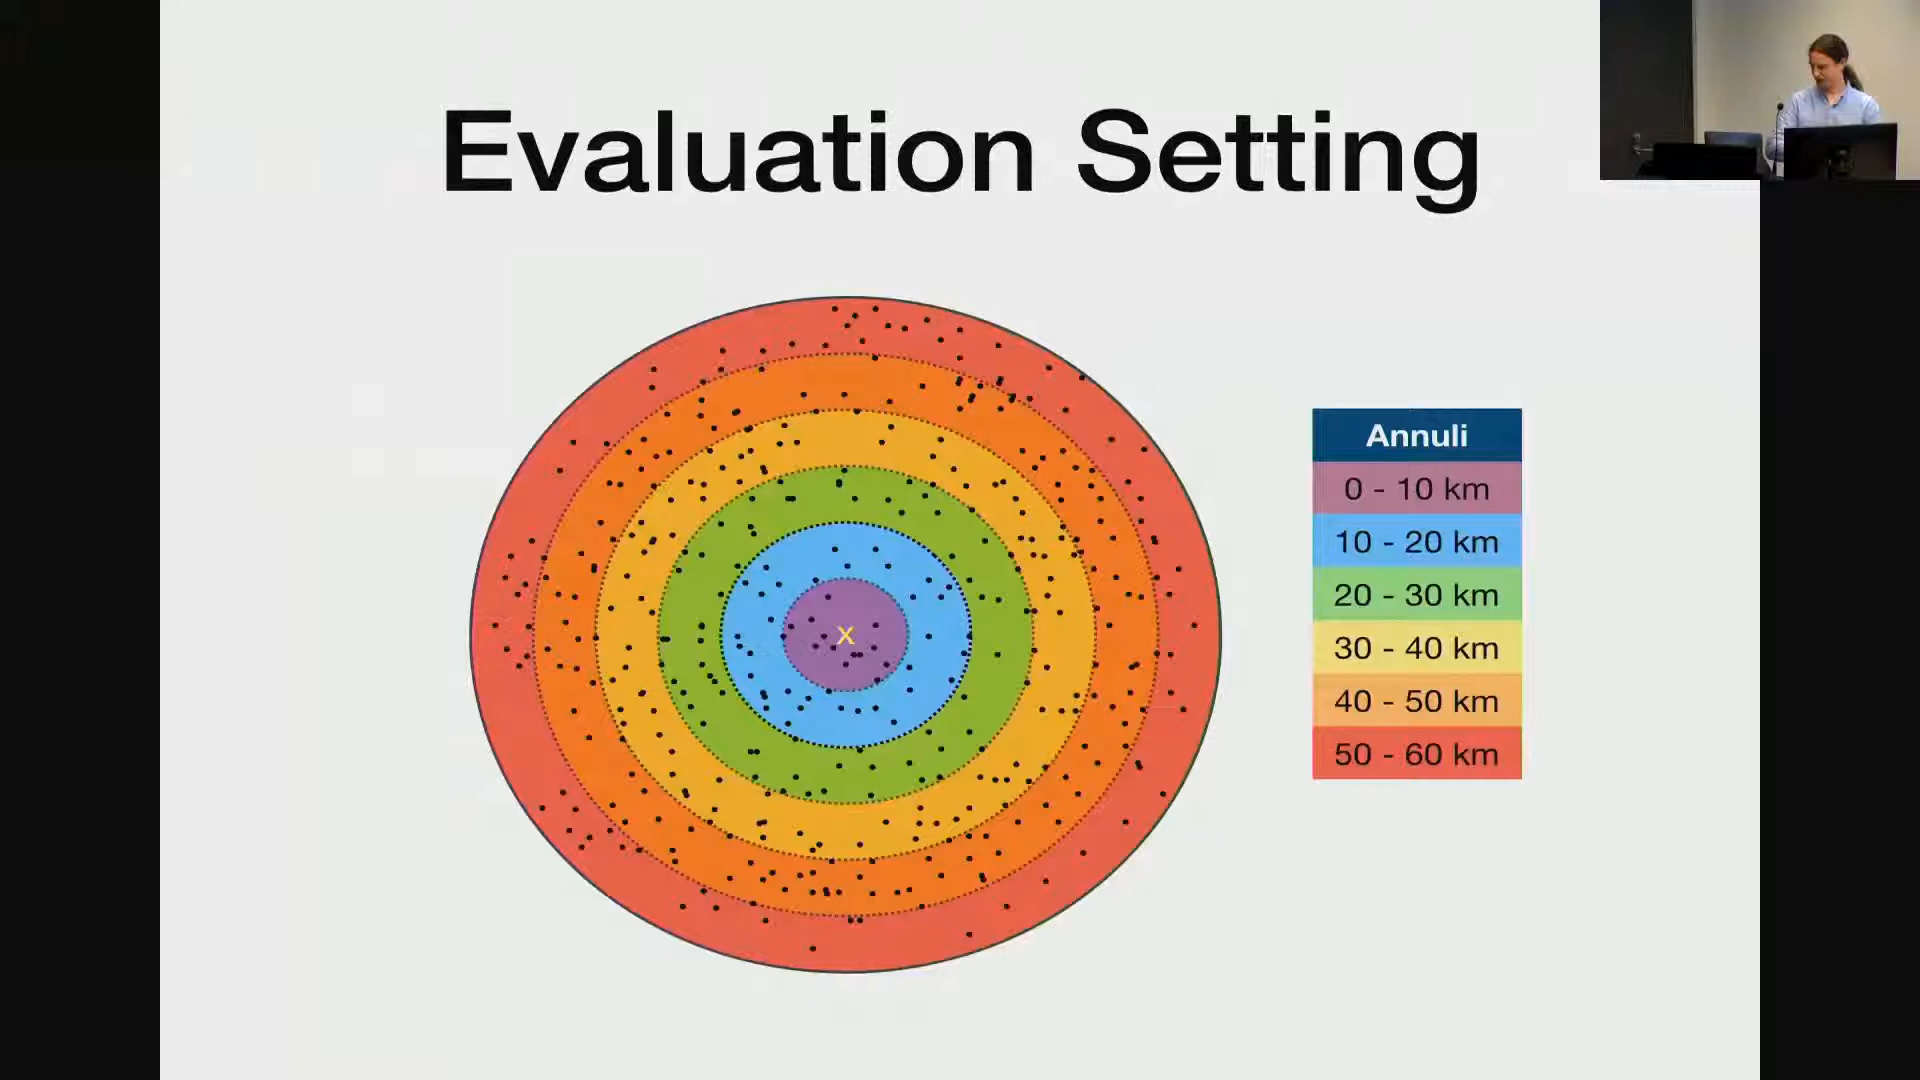 Evaluation Setting
x
Annuli
0 - 10 km
10 - 20 km
20 - 30 km
30 - 40 km
40 - 50 km
50 - 60 km